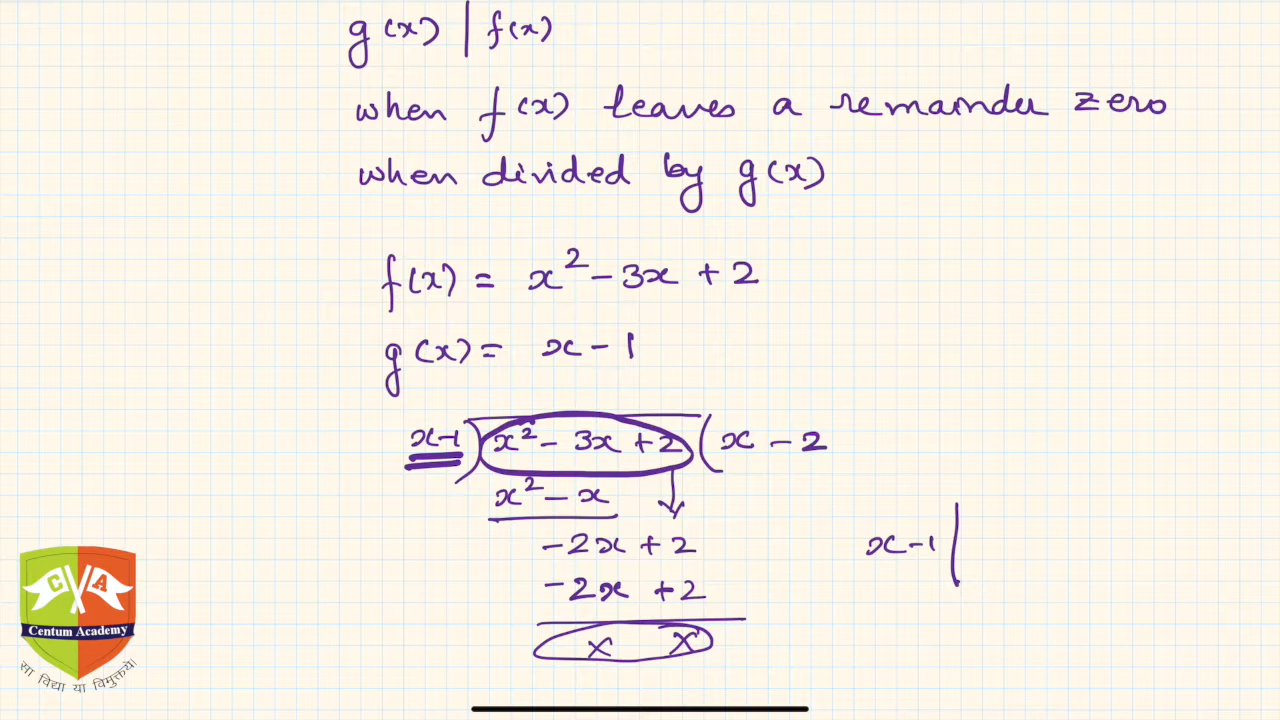 g(x) | f(x)
when f(x) leaves a remainder zero
when divided by g(x)
f(x) = x² - 3x + 2
g(x) = x - 1
x-1 ) x² - 3x + 2 ( x - 2
x² - x
-2x + 2
x-1 |
-2x + 2
x x
C A
Centum Academy
सा विद्या या विमुक्तये।